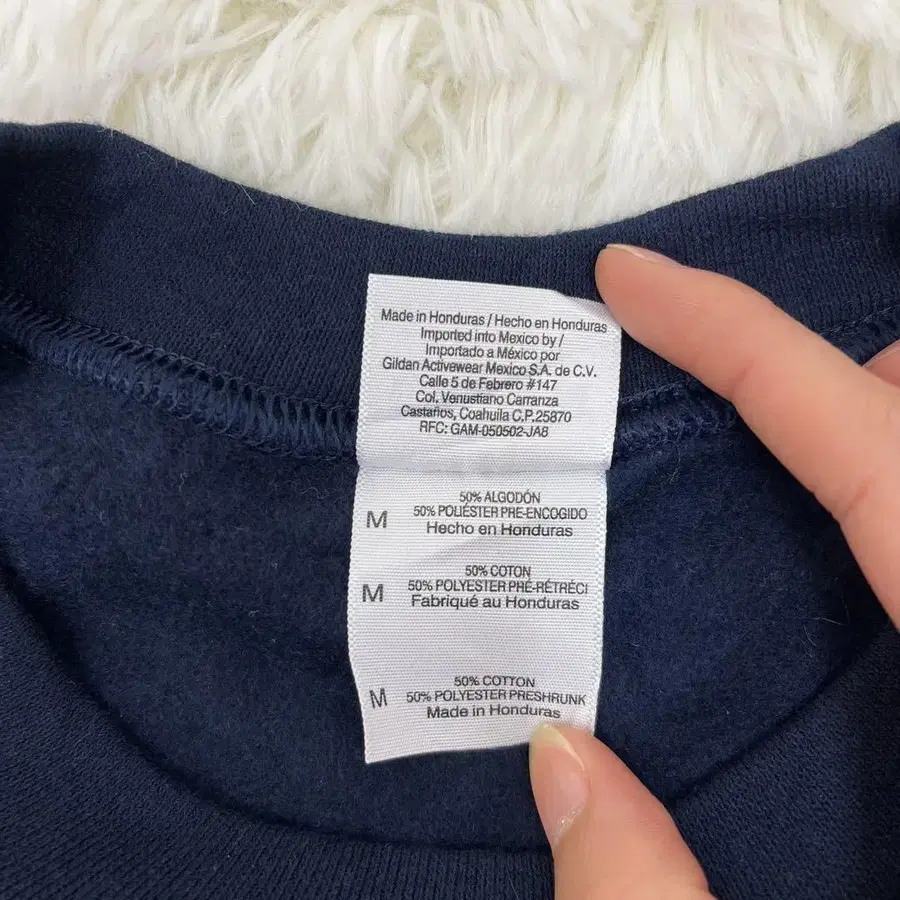 Made in Honduras / Hecho en Honduras
Imported into Mexico by /
Importado a México por
Gildan Activewear Mexico S.A. de C.V.
Calle 5 de Febrero #147
Col. Venustiano Carranza
Castaños, Coahuila C.P.25870
RFC: GAM-050502-JA8
50% ALGODÓN
M 50% POLIÉSTER PRE-ENCOGIDO
Hecho en Honduras
50% COTON
M 50% POLYESTER PRÉ-RÉTRÉCI
Fabriqué au Honduras
50% COTTON
M 50% POLYESTER PRESHRUNK
Made in Honduras